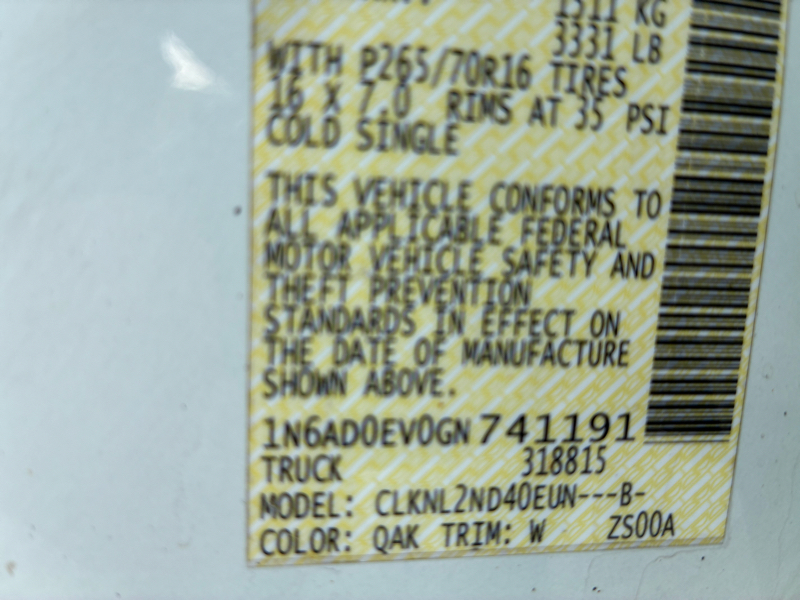 1511 KG
3331 LB
WITH P265/70R16 TIRES
16 X 7.0 RIMS AT 35 PSI
COLD SINGLE
THIS VEHICLE CONFORMS TO
ALL APPLICABLE FEDERAL
MOTOR VEHICLE SAFETY AND
THEFT PREVENTION
STANDARDS IN EFFECT ON
THE DATE OF MANUFACTURE
SHOWN ABOVE.
1N6AD0EV0GN741191
TRUCK 318815
MODEL: CLKNL2ND40EUN---B-
COLOR: QAK TRIM: W ZS00A